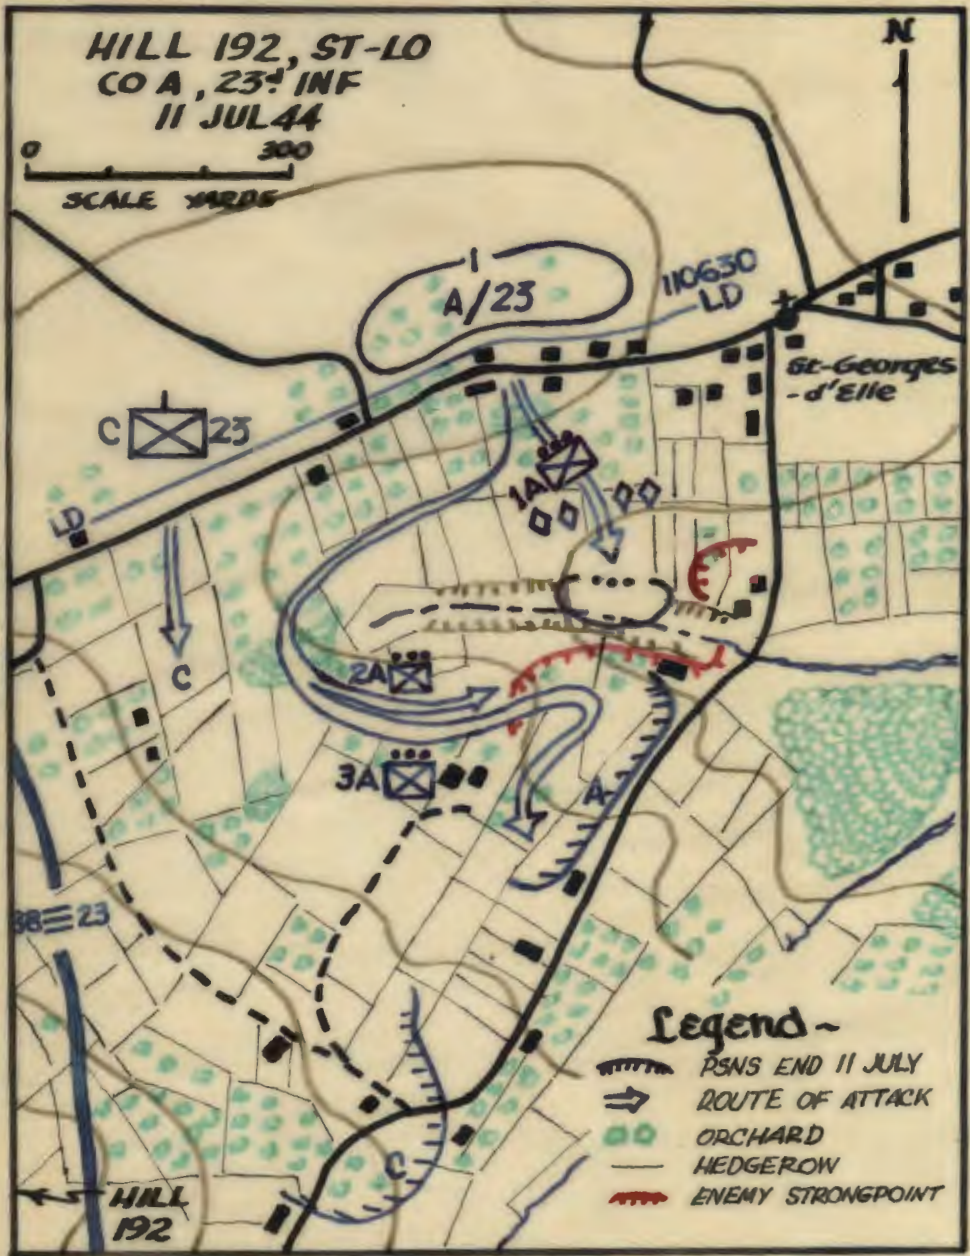 HILL 192, ST-LO
CO A, 23d INF
11 JUL 44
0 300
SCALE YARDS
N
I
A/23
110630
LD
St-Georges
-d'Elle
C 23
LD
1A
C
2A
3A
A
38 23
C
HILL
192
Legend ~
PSNS END 11 JULY
ROUTE OF ATTACK
ORCHARD
HEDGEROW
ENEMY STRONGPOINT